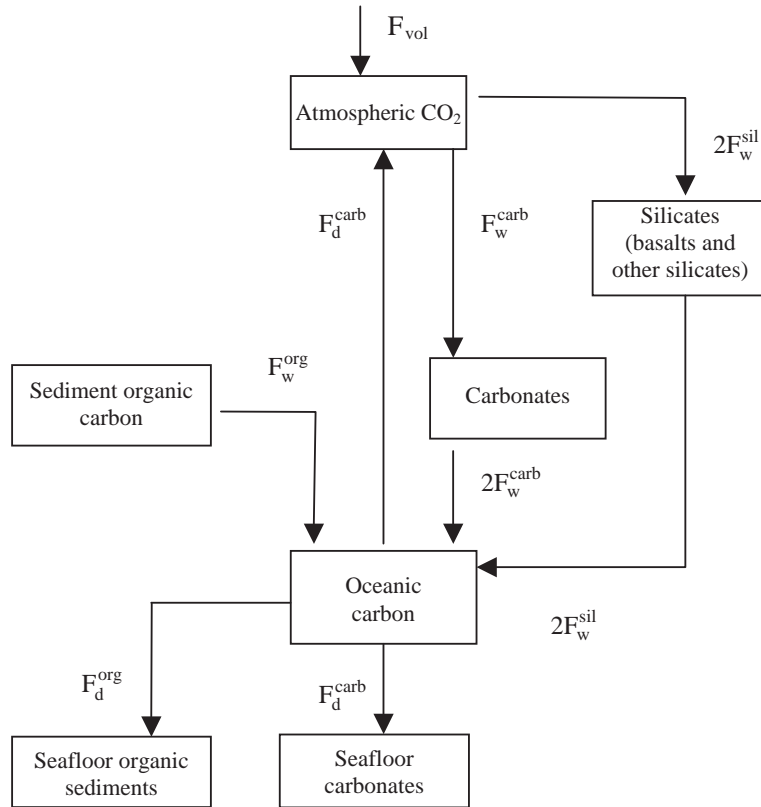 F_vol
Atmospheric CO₂
2F_w^sil
F_d^carb
F_w^carb
Silicates
(basalts and
other silicates)
F_w^org
Sediment organic
carbon
Carbonates
2F_w^carb
Oceanic
carbon
2F_w^sil
F_d^org
F_d^carb
Seafloor organic
sediments
Seafloor
carbonates